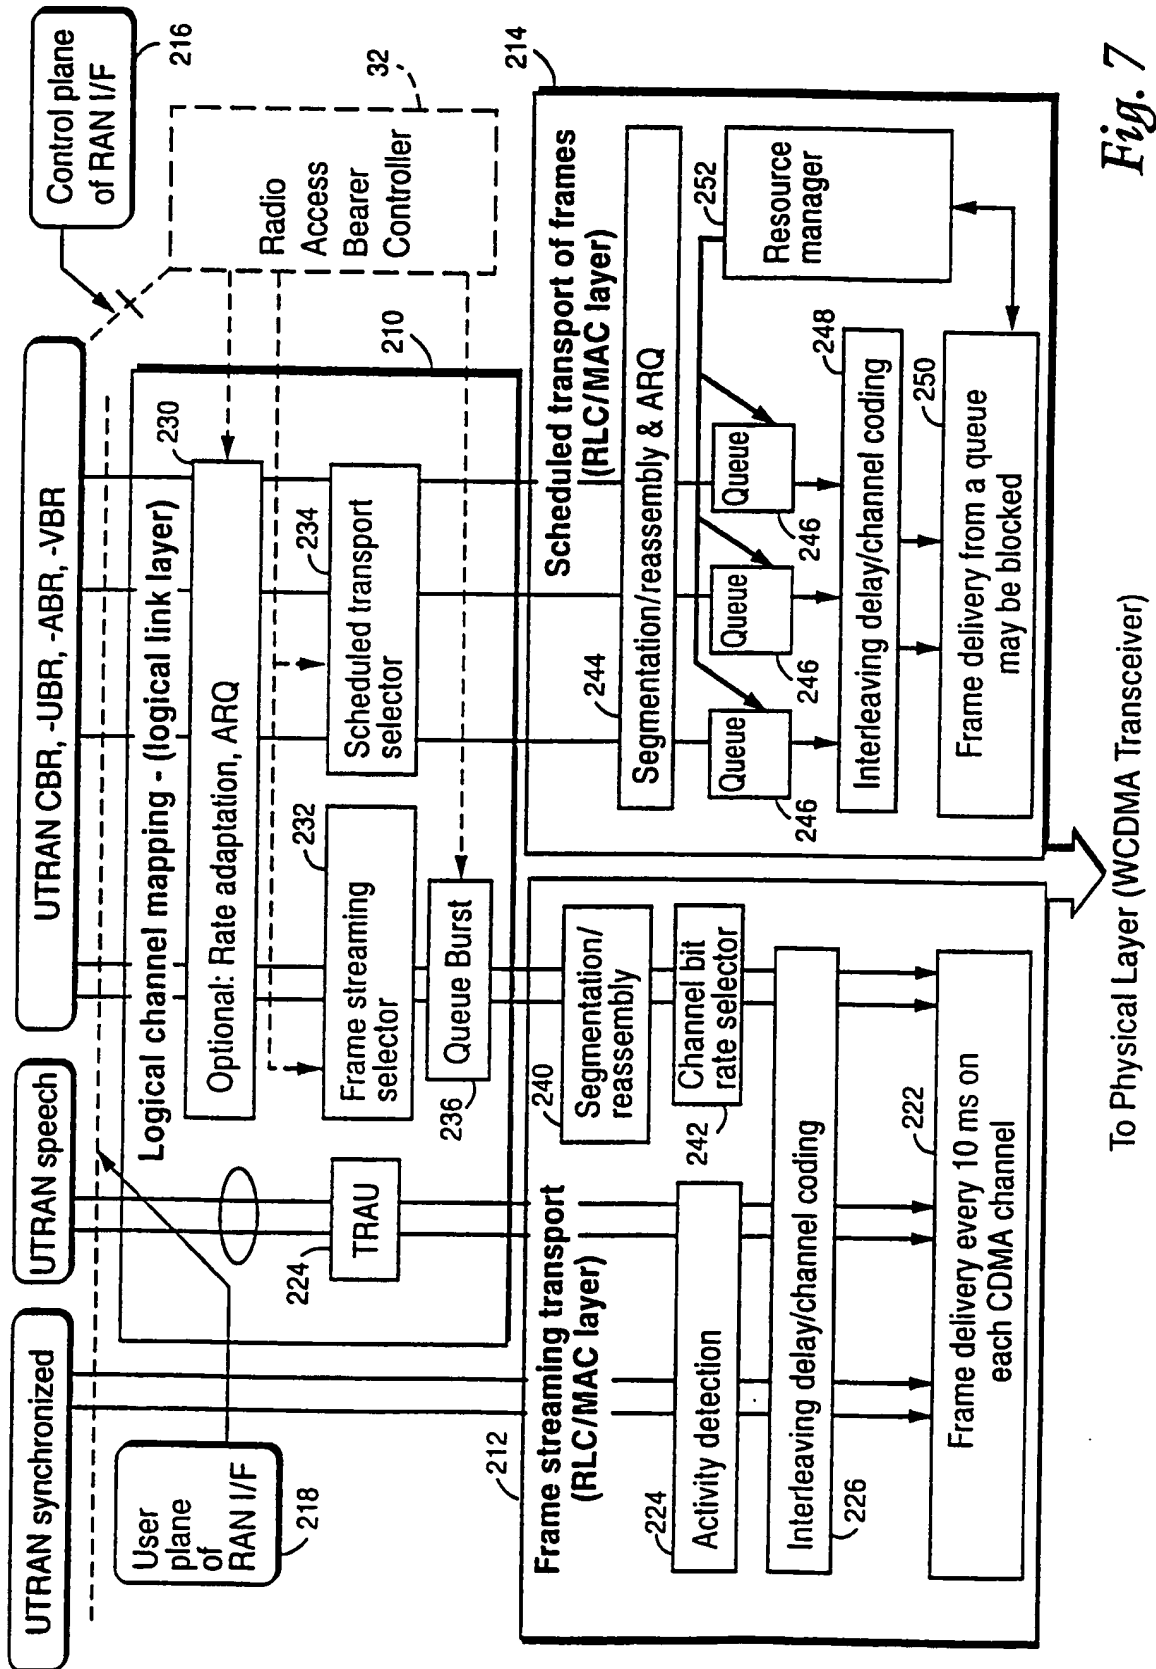 UTRAN synchronized
UTRAN speech
UTRAN CBR, -UBR, -ABR, -VBR
Control plane
of RAN I/F
216
User
plane
of
RAN I/F
218
Logical channel mapping - (logical link layer)
210
230
Optional: Rate adaptation, ARQ
Radio
Access
Bearer
Controller
32
224
TRAU
232
Frame streaming
selector
234
Scheduled transport
selector
236
Queue Burst
212
Frame streaming transport
(RLC/MAC layer)
240
Segmentation/
reassembly
224
Activity detection
242
Channel bit
rate selector
Interleaving delay/channel coding
226
222
Frame delivery every 10 ms on
each CDMA channel
214
Scheduled transport of frames
(RLC/MAC layer)
244
Segmentation/reassembly & ARQ
Queue
246
Queue
246
Queue
246
252
Resource
manager
248
Interleaving delay/channel coding
250
Frame delivery from a queue
may be blocked
To Physical Layer (WCDMA Transceiver)
Fig. 7